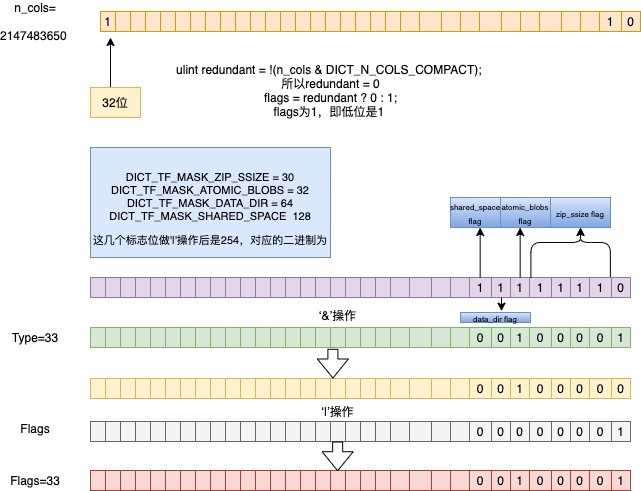 n_cols=
2147483650
1 1 0
32位
ulint redundant = !(n_cols & DICT_N_COLS_COMPACT);
所以redundant = 0
flags = redundant ? 0 : 1;
flags为1，即低位是1
DICT_TF_MASK_ZIP_SSIZE = 30
DICT_TF_MASK_ATOMIC_BLOBS = 32
DICT_TF_MASK_DATA_DIR = 64
DICT_TF_MASK_SHARED_SPACE 128
这几个标志位做'|'操作后是254，对应的二进制为
shared_space
flag
atomic_blobs
flag
zip_ssize flag
1 1 1 1 1 1 1 0
data_dir flag
'&'操作
Type=33
0 0 1 0 0 0 0 1
0 0 1 0 0 0 0 0
'|'操作
Flags
0 0 0 0 0 0 0 1
Flags=33
0 0 1 0 0 0 0 1